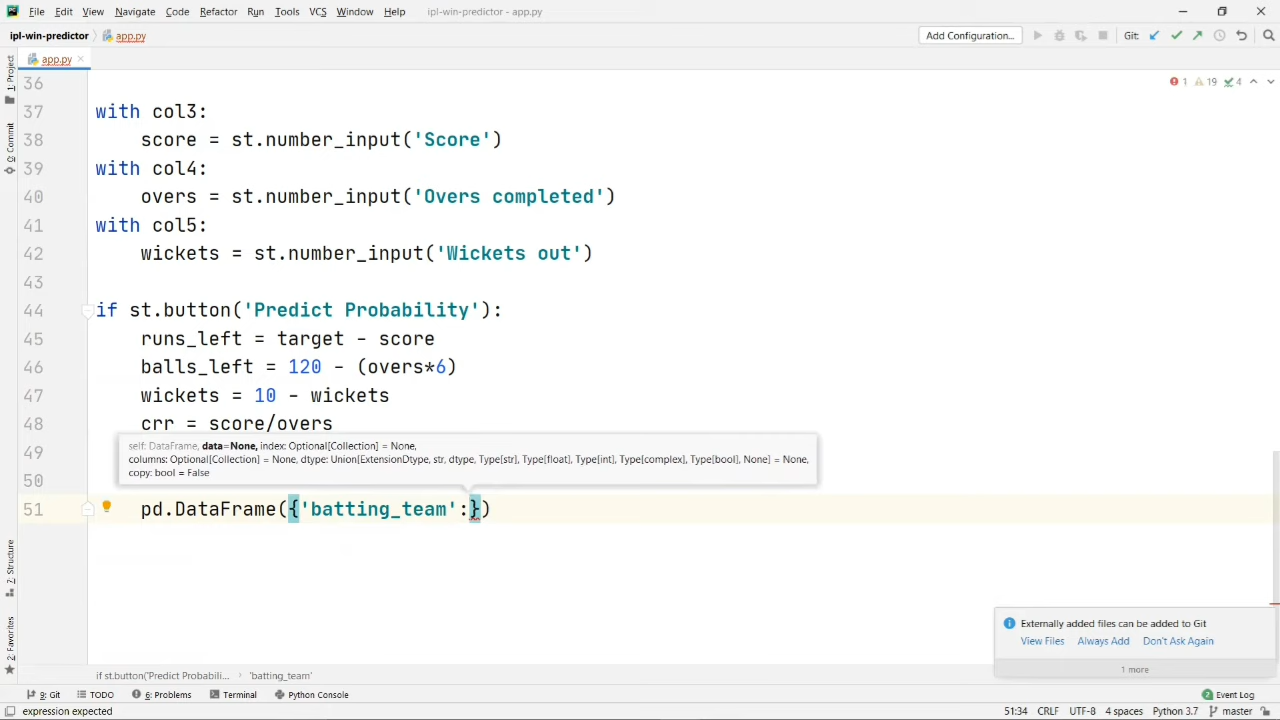 File Edit View Navigate Code Refactor Run Tools VCS Window Help ipl-win-predictor - app.py
ipl-win-predictor app.py Add Configuration... Git:
app.py
1: Project
0: Commit
7: Structure
2: Favorites
1 19 4
36
37 with col3:
38 score = st.number_input('Score')
39 with col4:
40 overs = st.number_input('Overs completed')
41 with col5:
42 wickets = st.number_input('Wickets out')
43
44 if st.button('Predict Probability'):
45 runs_left = target - score
46 balls_left = 120 - (overs*6)
47 wickets = 10 - wickets
48 crr = score/overs
49
50
self: DataFrame, data=None, index: Optional[Collection] = None,
columns: Optional[Collection] = None, dtype: Union[ExtensionDtype, str, dtype, Type[str], Type[float], Type[int], Type[complex], Type[bool], None] = None,
copy: bool = False
51 pd.DataFrame({'batting_team':})
Externally added files can be added to Git
View Files Always Add Don't Ask Again
1 more
if st.button('Predict Probabili... 'batting_team'
9: Git TODO 6: Problems Terminal Python Console 2 Event Log
expression expected 51:34 CRLF UTF-8 4 spaces Python 3.7 master